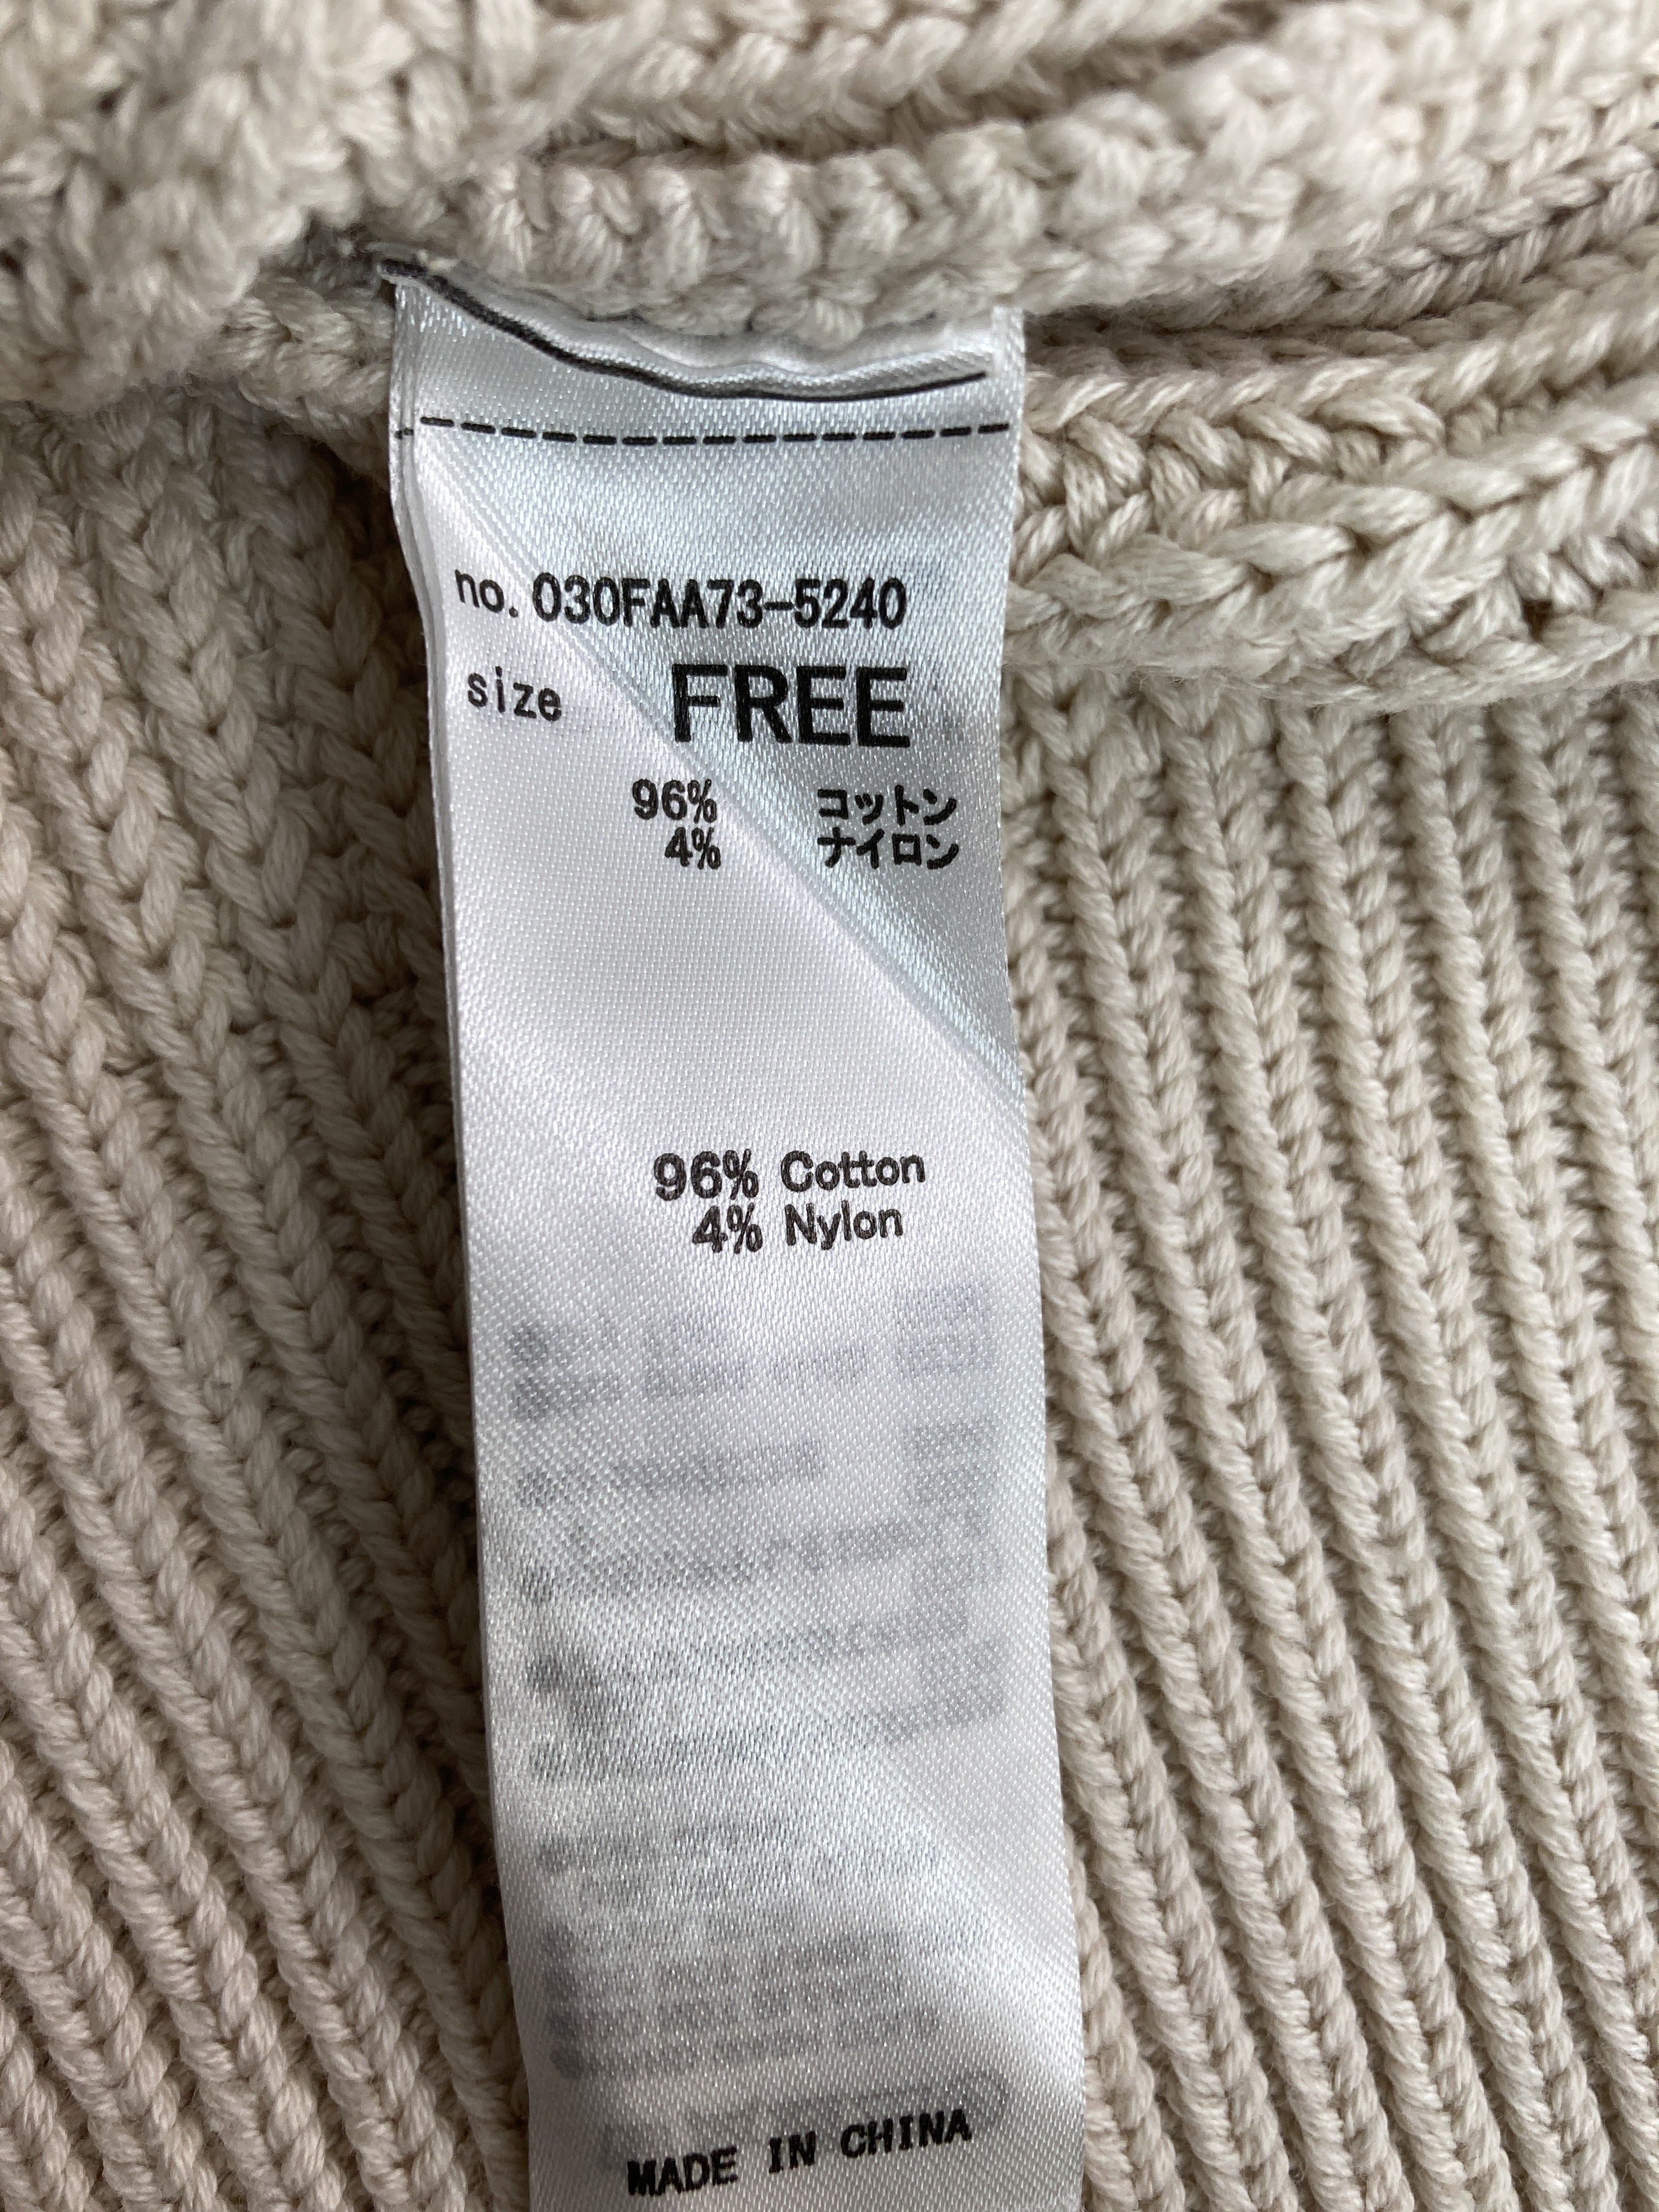 no. 030FAA73-5240
size FREE
96% コットン
4% ナイロン
96% Cotton
4% Nylon
MADE IN CHINA